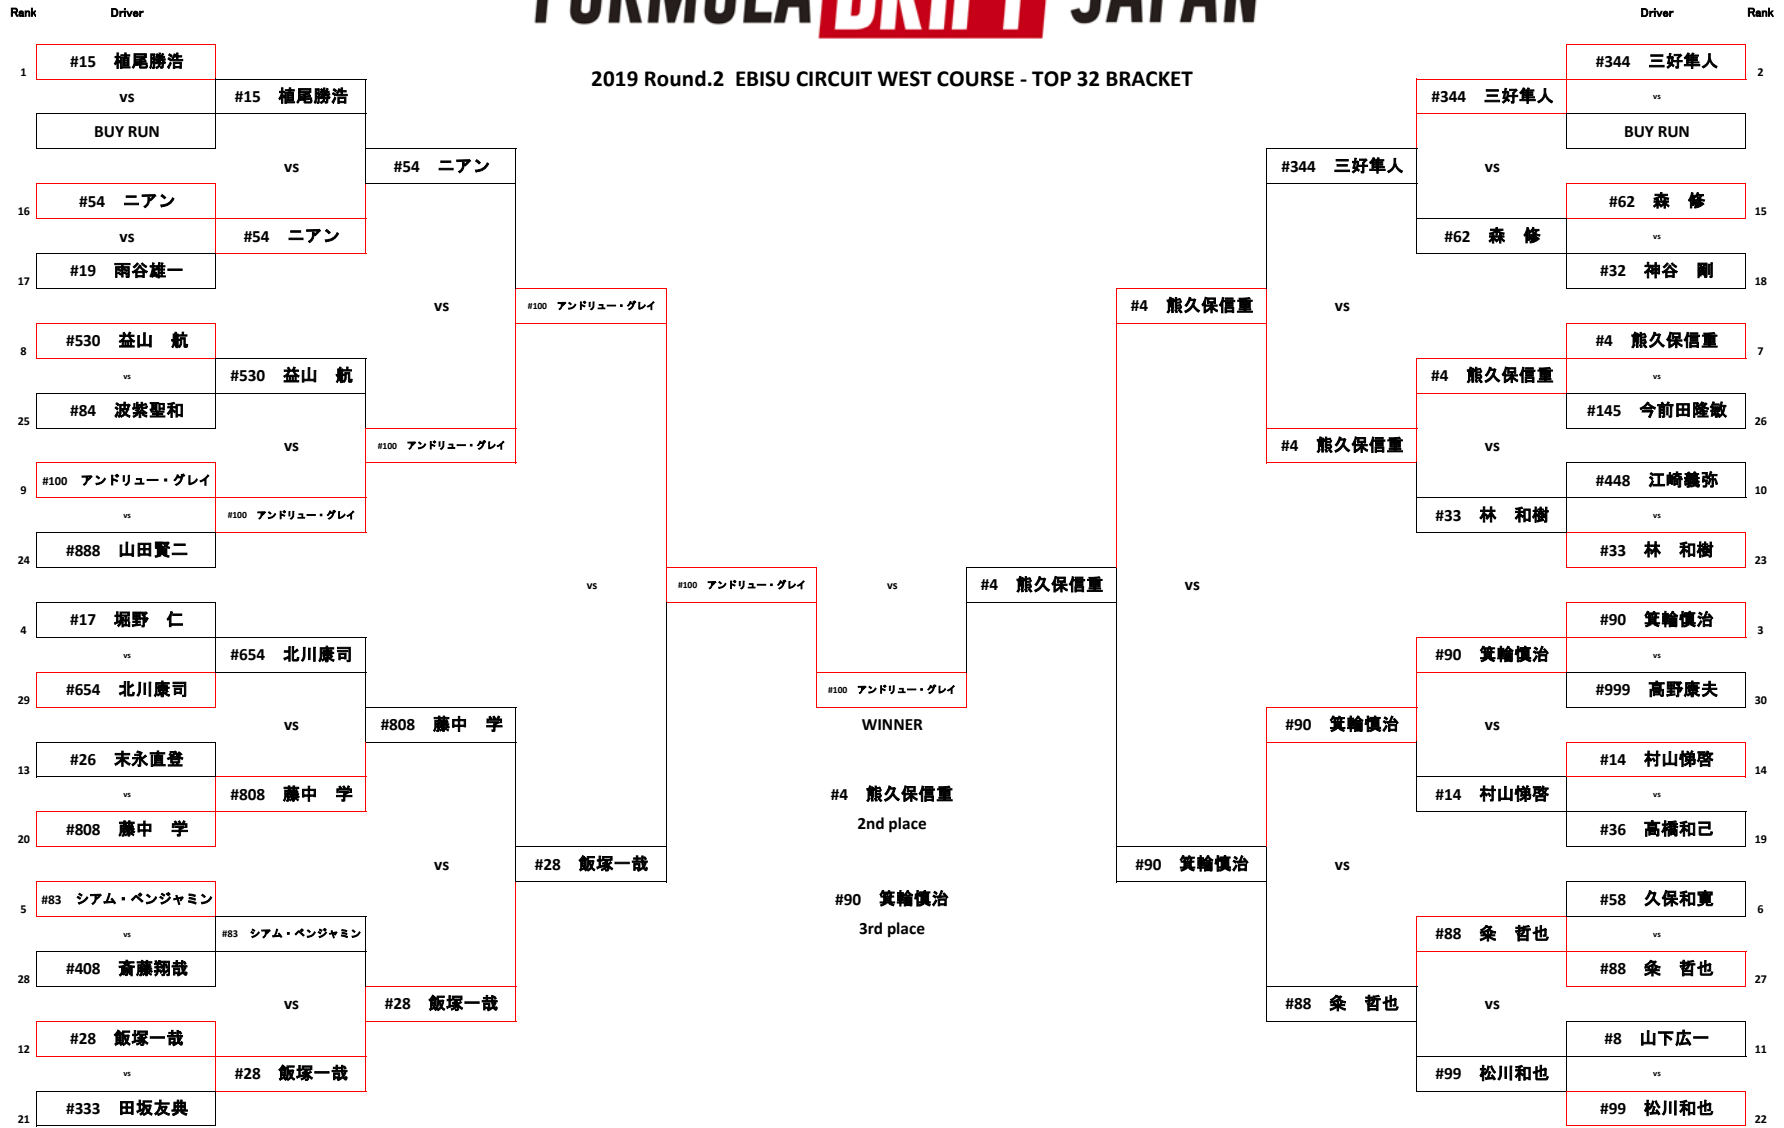 FORMULA DRIFT JAPAN
2019 Round.2 EBISU CIRCUIT WEST COURSE - TOP 32 BRACKET
Rank Driver
1 #15 植尾勝浩
vs
BUY RUN
16 #54 ニアン
vs
17 #19 雨谷雄一
8 #530 益山 航
vs
25 #84 波紫聖和
9 #100 アンドリュー・グレイ
vs
24 #888 山田賢二
4 #17 堀野 仁
vs
29 #654 北川康司
13 #26 末永直登
vs
20 #808 藤中 学
5 #83 シアム・ベンジャミン
vs
28 #408 斎藤翔哉
12 #28 飯塚一哉
vs
21 #333 田坂友典
#15 植尾勝浩
vs
#54 ニアン
#530 益山 航
vs
#100 アンドリュー・グレイ
#654 北川康司
vs
#808 藤中 学
#83 シアム・ベンジャミン
vs
#28 飯塚一哉
#54 ニアン
vs
#100 アンドリュー・グレイ
#808 藤中 学
vs
#28 飯塚一哉
#100 アンドリュー・グレイ
vs
#28 飯塚一哉
#100 アンドリュー・グレイ
vs
#4 熊久保信重
#100 アンドリュー・グレイ
WINNER
#4 熊久保信重
2nd place
#90 箕輪慎治
3rd place
#4 熊久保信重
vs
#90 箕輪慎治
#344 三好隼人
vs
#4 熊久保信重
#90 箕輪慎治
vs
#88 粂 哲也
#344 三好隼人
vs
#62 森 修
#4 熊久保信重
vs
#33 林 和樹
#90 箕輪慎治
vs
#14 村山悌啓
#88 粂 哲也
vs
#99 松川和也
Driver Rank
#344 三好隼人 2
vs
BUY RUN
#62 森 修 15
vs
#32 神谷 剛 18
#4 熊久保信重 7
vs
#145 今前田隆敏 26
#448 江崎義弥 10
vs
#33 林 和樹 23
#90 箕輪慎治 3
vs
#999 高野康夫 30
#14 村山悌啓 14
vs
#36 高橋和己 19
#58 久保和寛 6
vs
#88 粂 哲也 27
#8 山下広一 11
vs
#99 松川和也 22